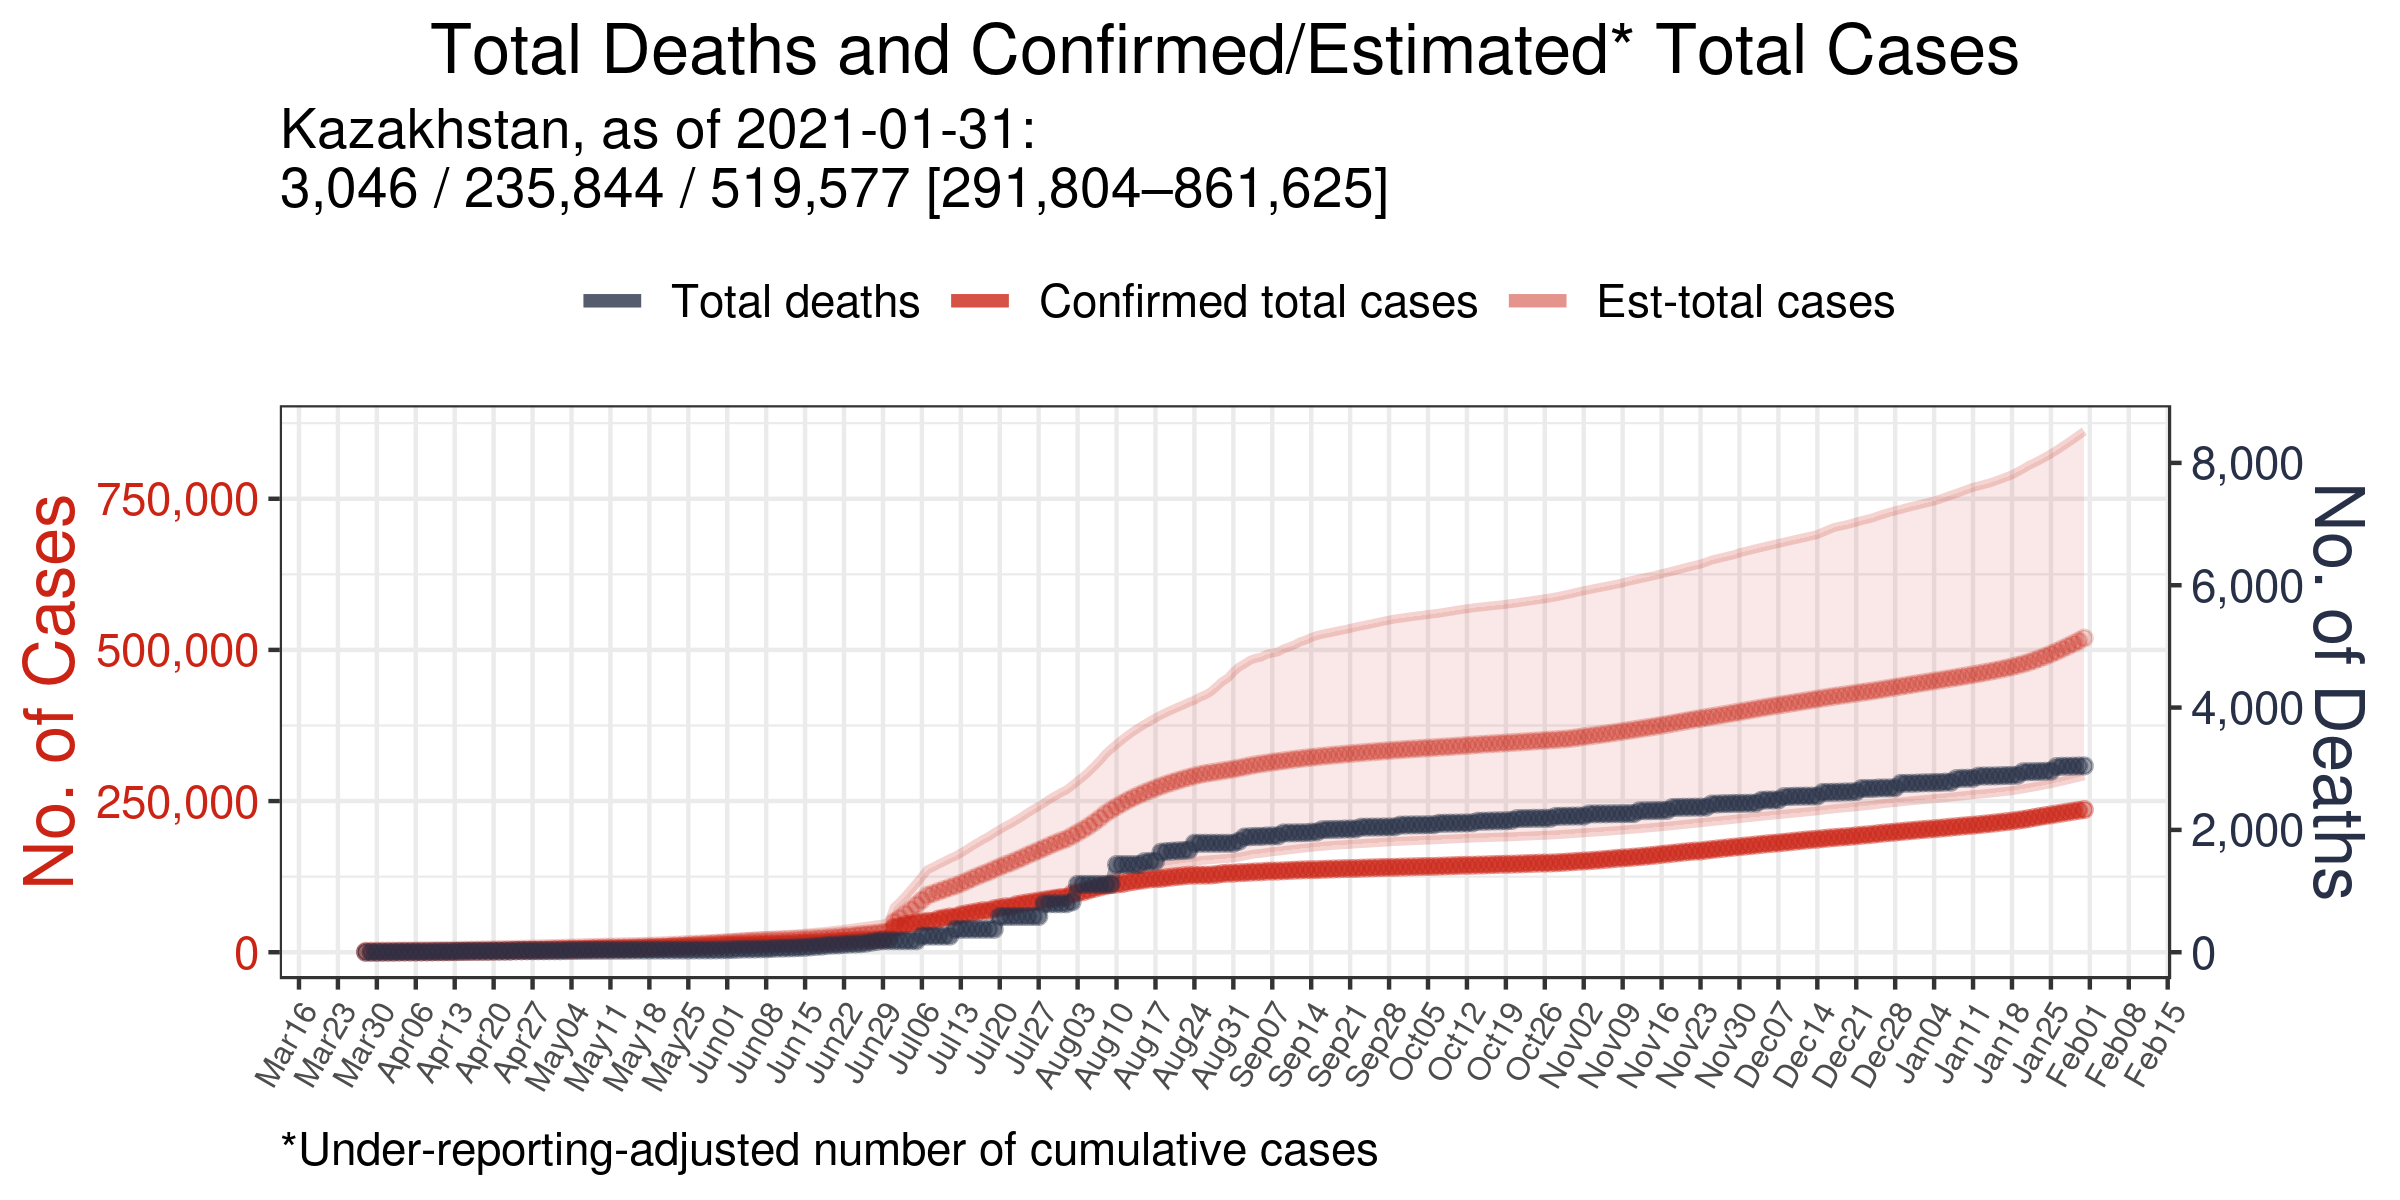 Total Deaths and Confirmed/Estimated* Total Cases
Kazakhstan, as of 2021-01-31:
3,046 / 235,844 / 519,577 [291,804–861,625]
Total deaths
Confirmed total cases
Est-total cases
No. of Cases
750,000
500,000
250,000
0
8,000
6,000
4,000
2,000
0
No. of Deaths
Mar16
Mar23
Mar30
Apr06
Apr13
Apr20
Apr27
May04
May11
May18
May25
Jun01
Jun08
Jun15
Jun22
Jun29
Jul06
Jul13
Jul20
Jul27
Aug03
Aug10
Aug17
Aug24
Aug31
Sep07
Sep14
Sep21
Sep28
Oct05
Oct12
Oct19
Oct26
Nov02
Nov09
Nov16
Nov23
Nov30
Dec07
Dec14
Dec21
Dec28
Jan04
Jan11
Jan18
Jan25
Feb01
Feb08
Feb15
*Under-reporting-adjusted number of cumulative cases